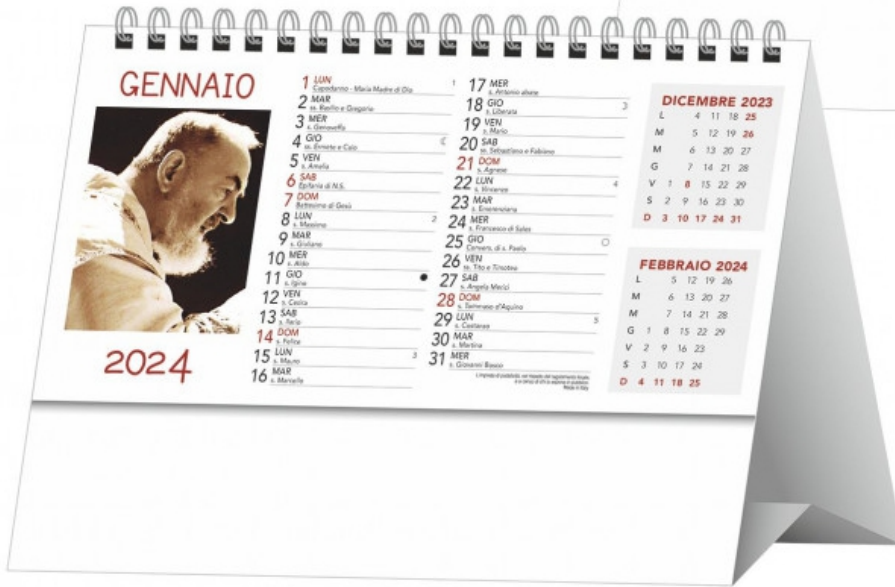 GENNAIO
2024
1 LUN
Capodanno - Maria Madre di Dio 1
2 MAR
ss. Basilio e Gregorio
3 MER
s. Genoveffa
4 GIO
ss. Ermete e Caio
5 VEN
s. Amelia
6 SAB
Epifania di N.S.
7 DOM
Battesimo di Gesù
8 LUN 2
s. Massimo
9 MAR
s. Giuliano
10 MER
s. Aldo
11 GIO
s. Igino
12 VEN
s. Cesira
13 SAB
s. Ilario
14 DOM
s. Felice
15 LUN 3
s. Mauro
16 MAR
s. Marcello
17 MER
s. Antonio abate
18 GIO 3
s. Liberata
19 VEN
s. Mario
20 SAB
ss. Sebastiano e Fabiano
21 DOM
s. Agnese
22 LUN 4
s. Vincenzo
23 MAR
s. Emerenziana
24 MER
s. Francesco di Sales
25 GIO
Convers. di s. Paolo
26 VEN
ss. Tito e Timoteo
27 SAB
s. Angela Merici
28 DOM
s. Tommaso d'Aquino
29 LUN 5
s. Costanzo
30 MAR
s. Martina
31 MER
s. Giovanni Bosco
Made in Italy
DICEMBRE 2023
L 4 11 18 25
M 5 12 19 26
M 6 13 20 27
G 7 14 21 28
V 1 8 15 22 29
S 2 9 16 23 30
D 3 10 17 24 31
FEBBRAIO 2024
L 5 12 19 26
M 6 13 20 27
M 7 14 21 28
G 1 8 15 22 29
V 2 9 16 23
S 3 10 17 24
D 4 11 18 25